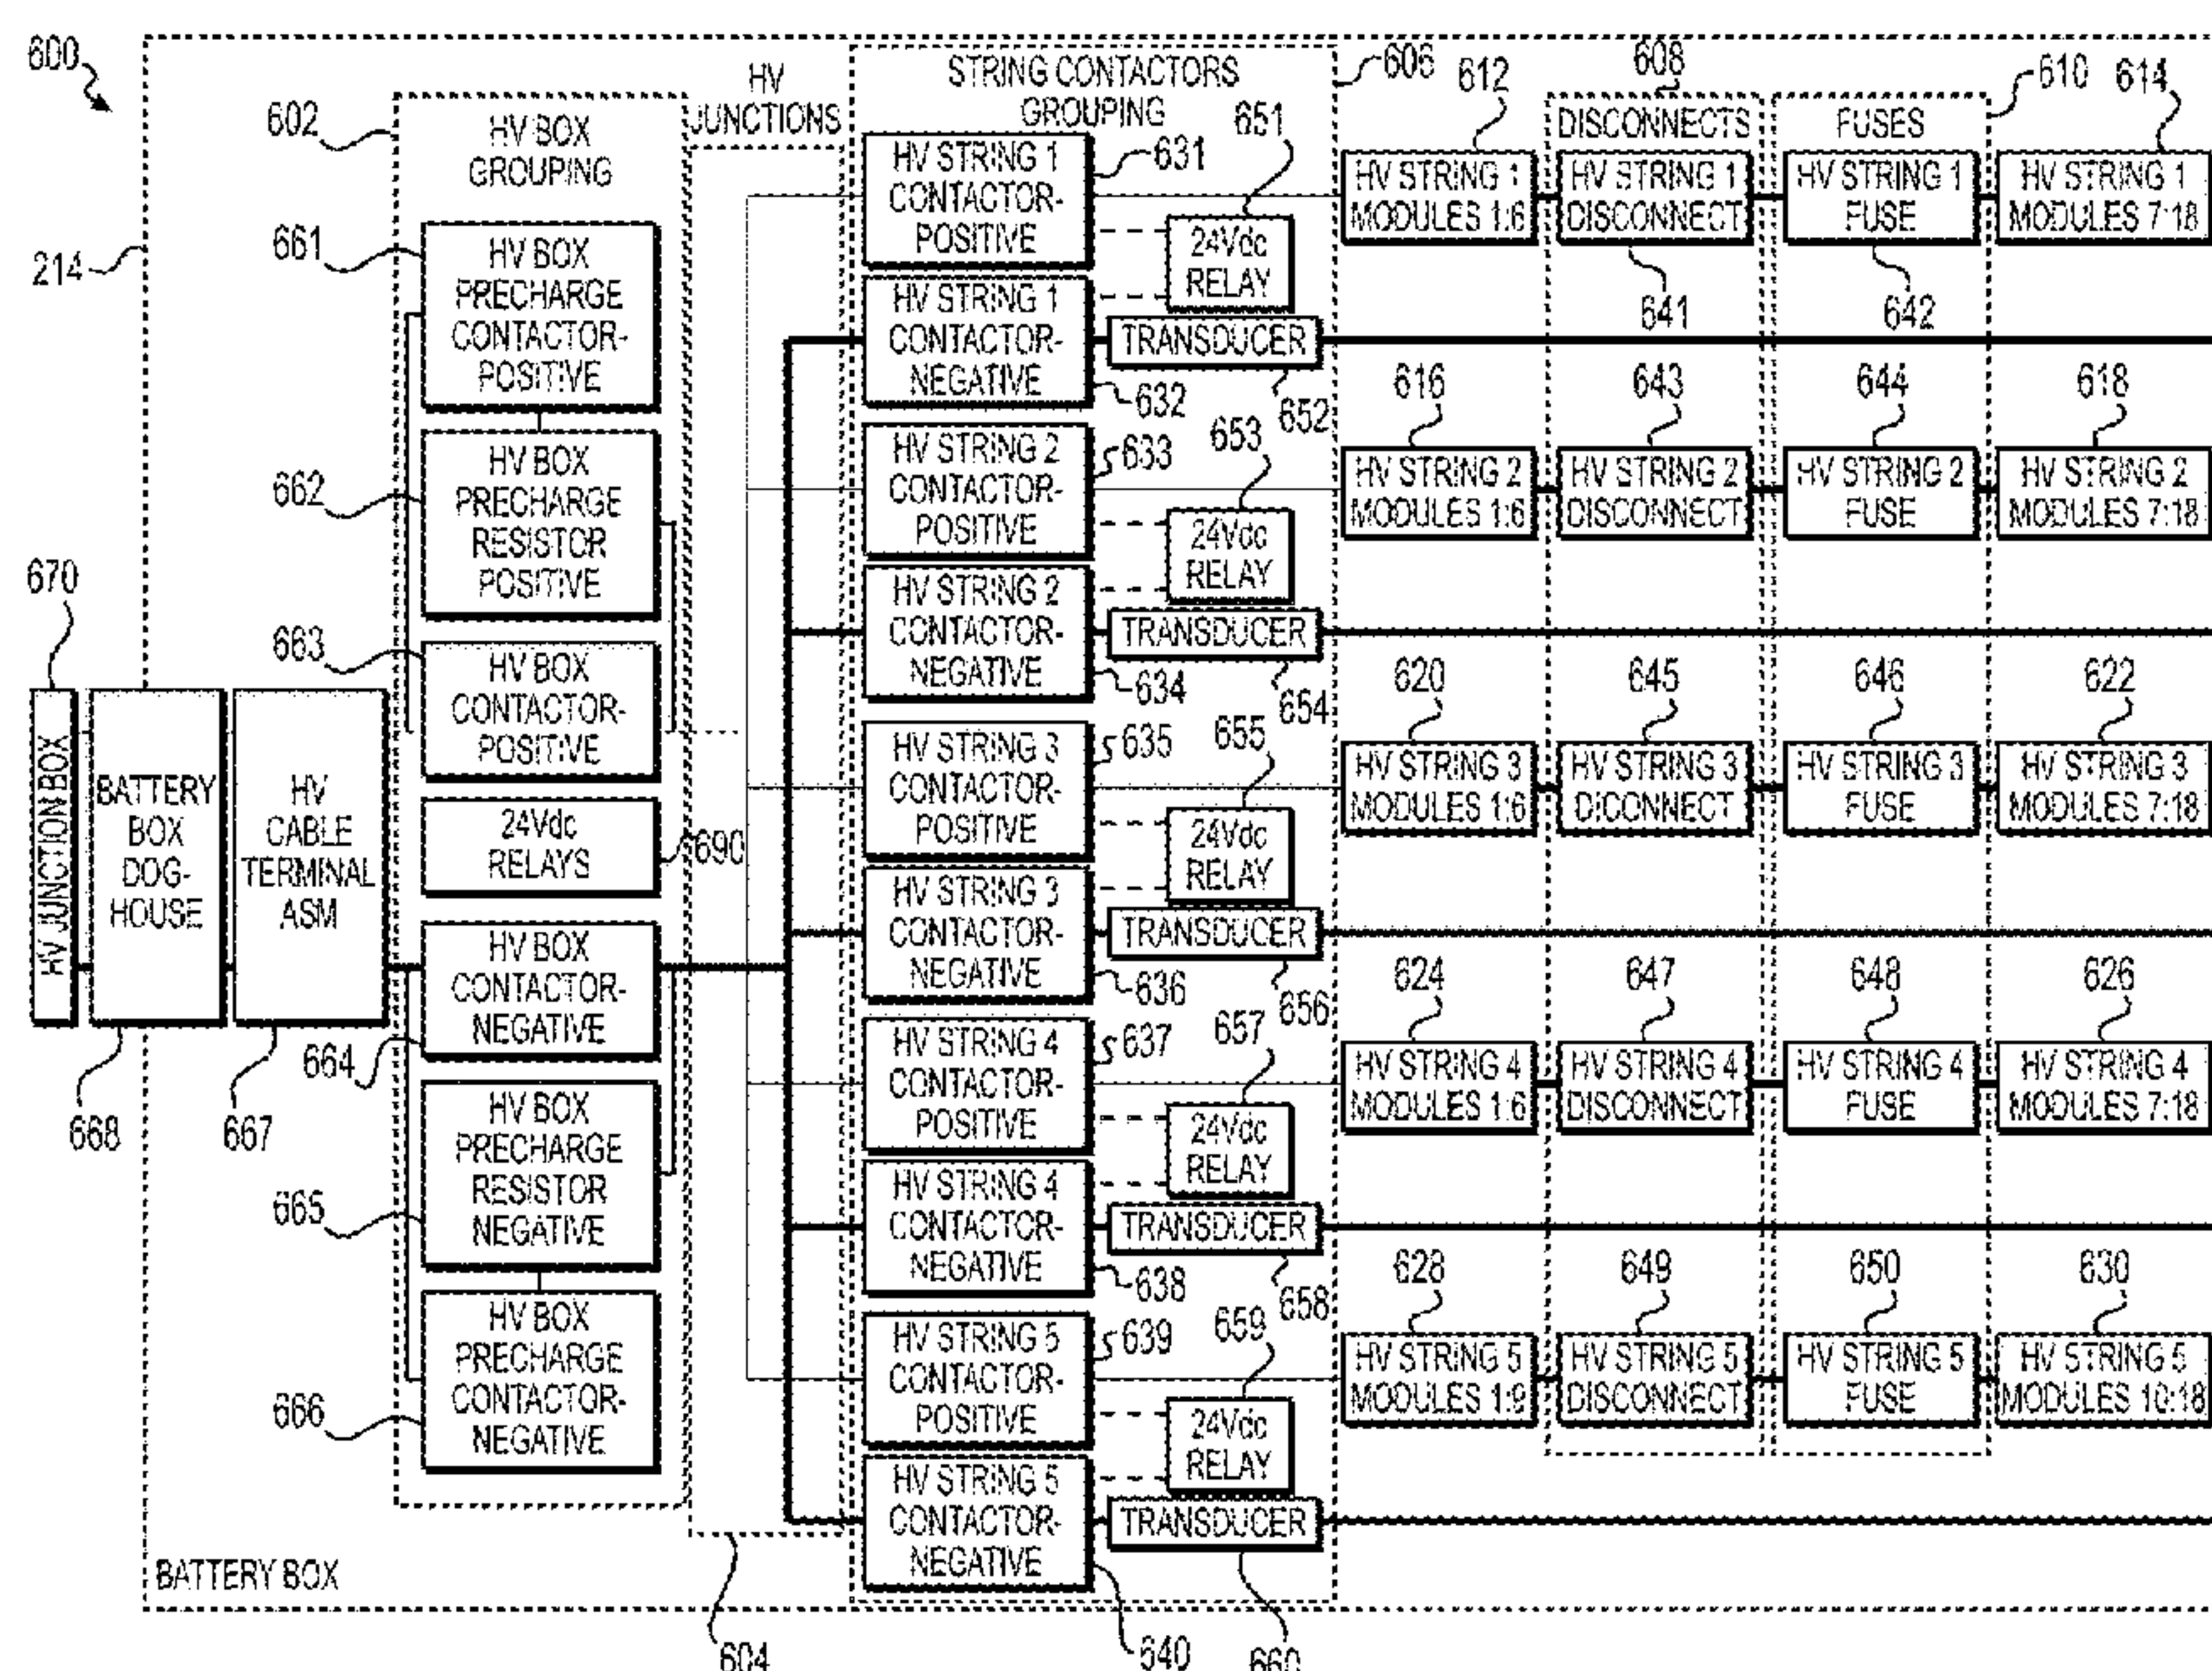 600
214
602
HV BOX
GROUPING
661
HV BOX
PRECHARGE
CONTACTOR-
POSITIVE
662
HV BOX
PRECHARGE
RESISTOR
POSITIVE
663
HV BOX
CONTACTOR-
POSITIVE
24Vdc
RELAYS
690
HV BOX
CONTACTOR-
NEGATIVE
664
HV BOX
PRECHARGE
RESISTOR
NEGATIVE
665
HV BOX
PRECHARGE
CONTACTOR-
NEGATIVE
666
670
HV JUNCTION BOX
BATTERY
BOX
DOG-
HOUSE
668
HV
CABLE
TERMINAL
ASM
667
BATTERY BOX
HV
JUNCTIONS
604
STRING CONTACTORS
GROUPING
606
HV STRING 1
CONTACTOR-
POSITIVE
631
651
24Vdc
RELAY
HV STRING 1
CONTACTOR-
NEGATIVE
632
TRANSDUCER
652
HV STRING 2
CONTACTOR-
POSITIVE
633
653
24Vdc
RELAY
HV STRING 2
CONTACTOR-
NEGATIVE
634
TRANSDUCER
654
HV STRING 3
CONTACTOR-
POSITIVE
635
655
24Vdc
RELAY
HV STRING 3
CONTACTOR-
NEGATIVE
636
TRANSDUCER
656
HV STRING 4
CONTACTOR-
POSITIVE
637
657
24Vdc
RELAY
HV STRING 4
CONTACTOR-
NEGATIVE
638
TRANSDUCER
658
HV STRING 5
CONTACTOR-
POSITIVE
639
659
24Vdc
RELAY
HV STRING 5
CONTACTOR-
NEGATIVE
640
TRANSDUCER
660
612
608
610
614
DISCONNECTS
FUSES
HV STRING 1
MODULES 1:6
HV STRING 1
DISCONNECT
HV STRING 1
FUSE
HV STRING 1
MODULES 7:18
641
642
616
643
644
618
HV STRING 2
MODULES 1:6
HV STRING 2
DISCONNECT
HV STRING 2
FUSE
HV STRING 2
MODULES 7:18
620
645
646
622
HV STRING 3
MODULES 1:6
HV STRING 3
DICONNECT
HV STRING 3
FUSE
HV STRING 3
MODULES 7:18
624
647
648
626
HV STRING 4
MODULES 1:6
HV STRING 4
DISCONNECT
HV STRING 4
FUSE
HV STRING 4
MODULES 7:18
628
649
650
630
HV STRING 5
MODULES 1:9
HV STRING 5
DISCONNECT
HV STRING 5
FUSE
HV STRING 5
MODULES 10:18